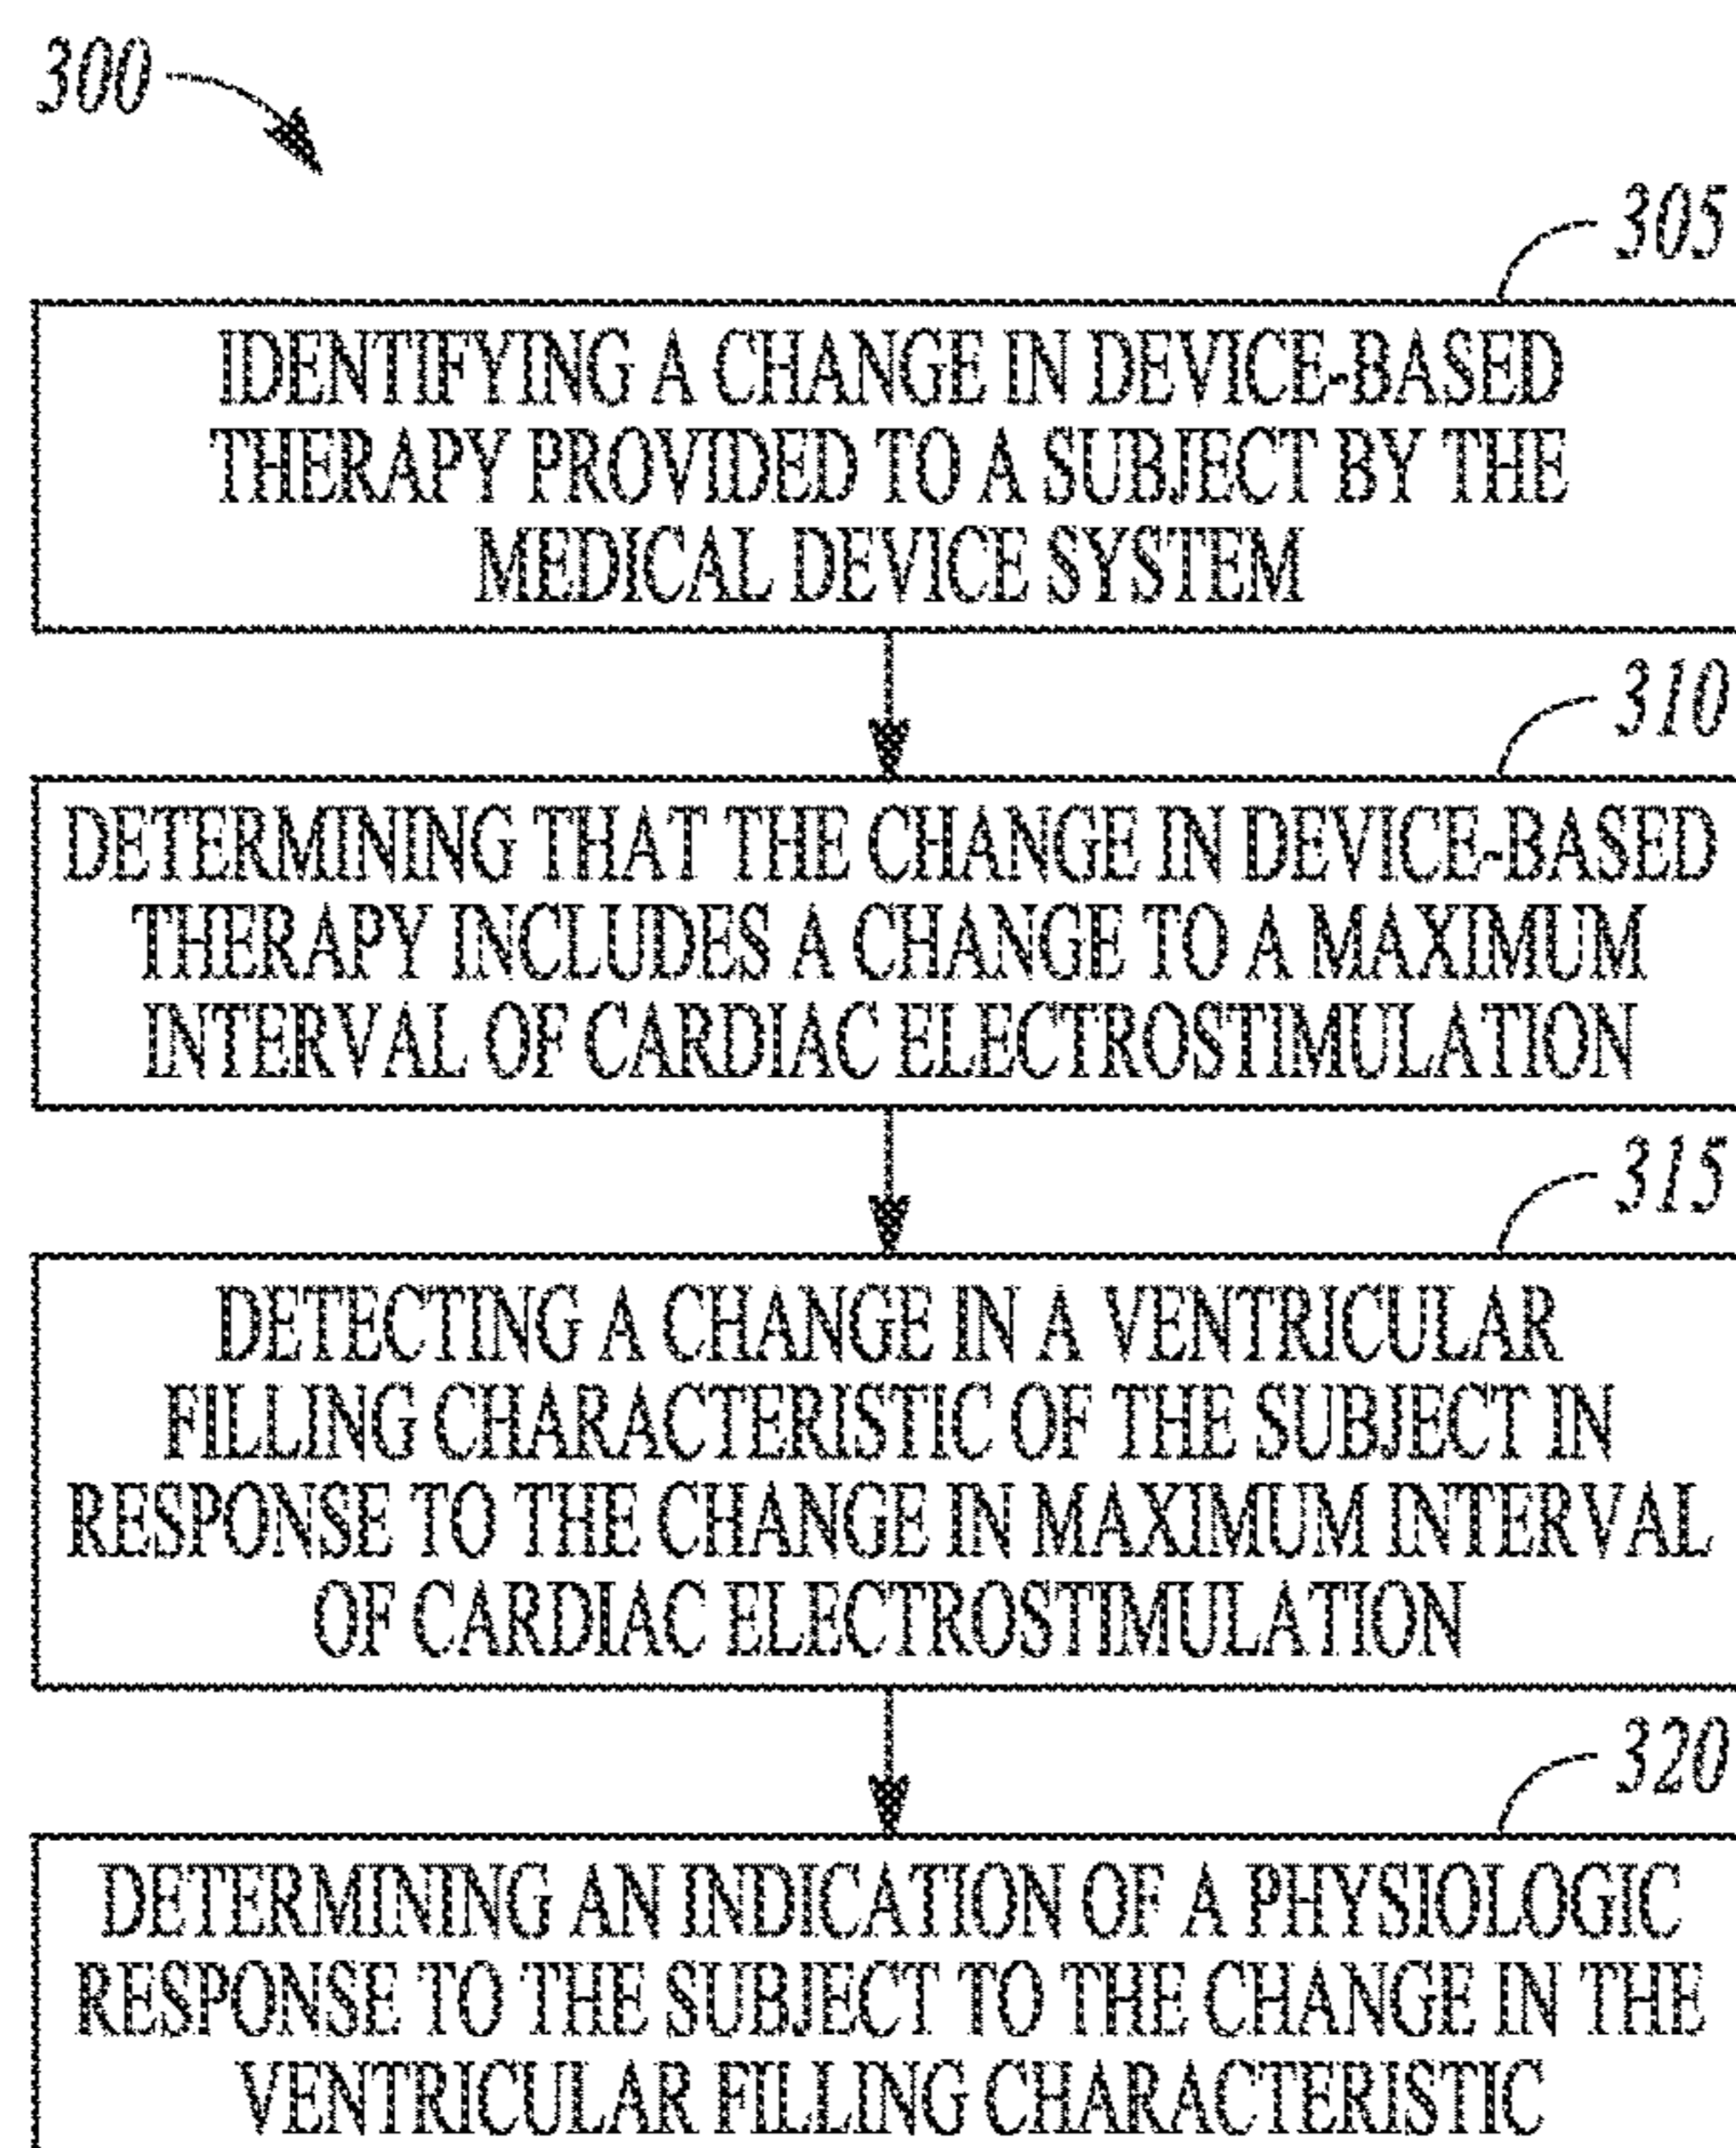 300
305
IDENTIFYING A CHANGE IN DEVICE-BASED
THERAPY PROVIDED TO A SUBJECT BY THE
MEDICAL DEVICE SYSTEM
310
DETERMINING THAT THE CHANGE IN DEVICE-BASED
THERAPY INCLUDES A CHANGE TO A MAXIMUM
INTERVAL OF CARDIAC ELECTROSTIMULATION
315
DETECTING A CHANGE IN A VENTRICULAR
FILLING CHARACTERISTIC OF THE SUBJECT IN
RESPONSE TO THE CHANGE IN MAXIMUM INTERVAL
OF CARDIAC ELECTROSTIMULATION
320
DETERMINING AN INDICATION OF A PHYSIOLOGIC
RESPONSE TO THE SUBJECT TO THE CHANGE IN THE
VENTRICULAR FILLING CHARACTERISTIC